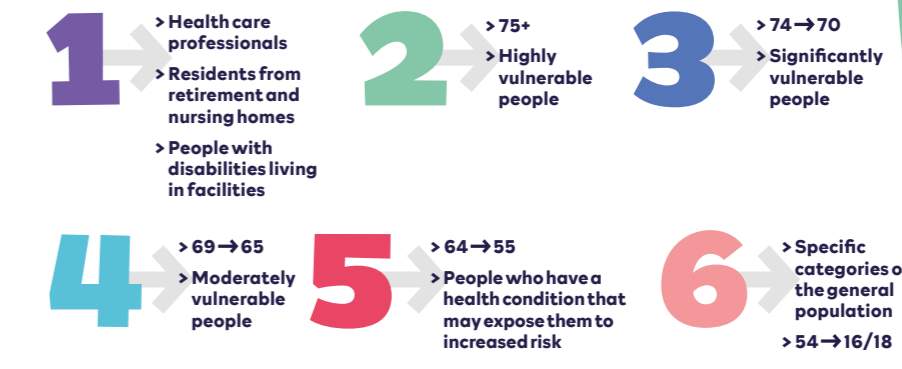 1
> Health care
professionals
> Residents from
retirement and
nursing homes
> People with
disabilities living
in facilities
2
> 75+
> Highly
vulnerable
people
3
> 74→70
> Significantly
vulnerable
people
4
> 69→65
> Moderately
vulnerable
people
5
> 64→55
> People who have a
health condition that
may expose them to
increased risk
6
> Specific
categories
the general
population
> 54→16/18